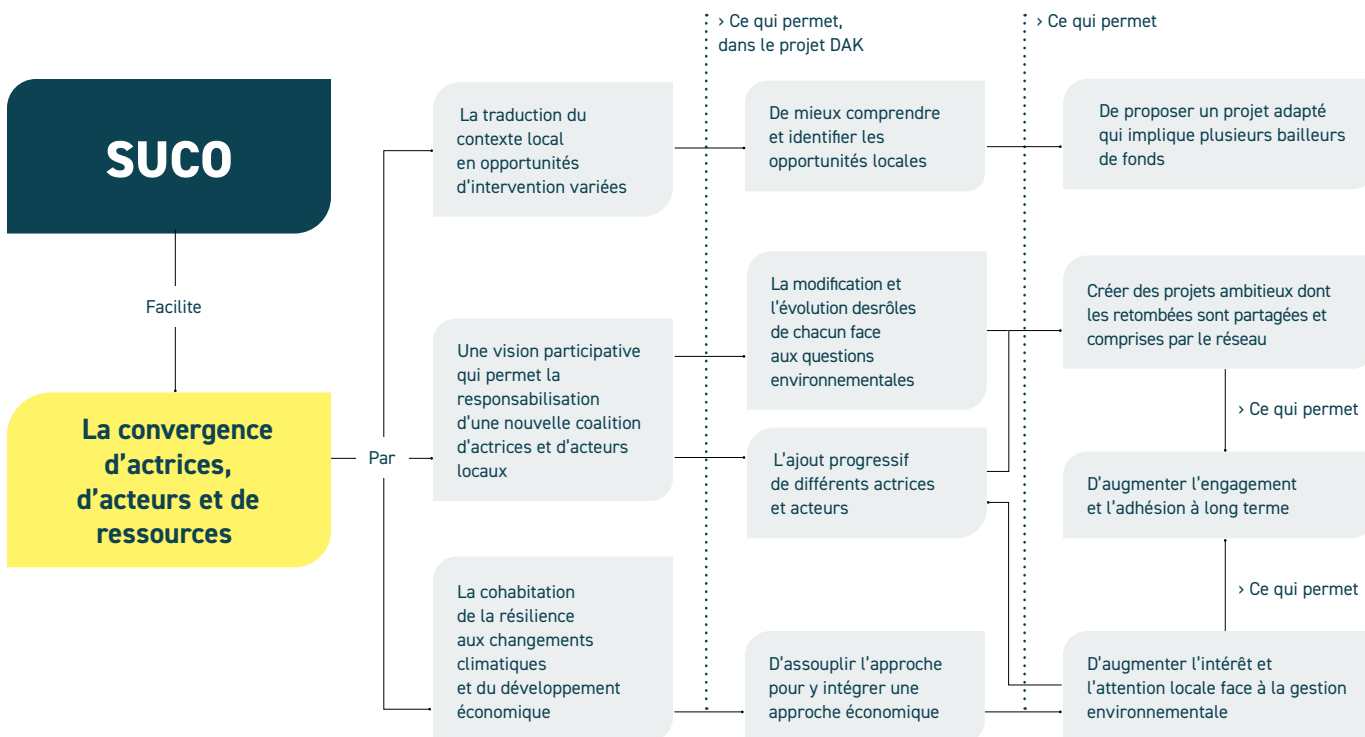 › Ce qui permet,
dans le projet DAK
› Ce qui permet
SUCO
Facilite
La convergence
d'actrices,
d'acteurs et de
ressources
Par
La traduction du
contexte local
en opportunités
d'intervention variées
De mieux comprendre
et identifier les
opportunités locales
De proposer un projet adapté
qui implique plusieurs bailleurs
de fonds
Une vision participative
qui permet la
responsabilisation
d'une nouvelle coalition
d'actrices et d'acteurs
locaux
La modification et
l'évolution desrôles
de chacun face
aux questions
environnementales
Créer des projets ambitieux dont
les retombées sont partagées et
comprises par le réseau
› Ce qui permet
L'ajout progressif
de différents actrices
et acteurs
D'augmenter l'engagement
et l'adhésion à long terme
› Ce qui permet
La cohabitation
de la résilience
aux changements
climatiques
et du développement
économique
D'assouplir l'approche
pour y intégrer une
approche économique
D'augmenter l'intérêt et
l'attention locale face à la gestion
environnementale